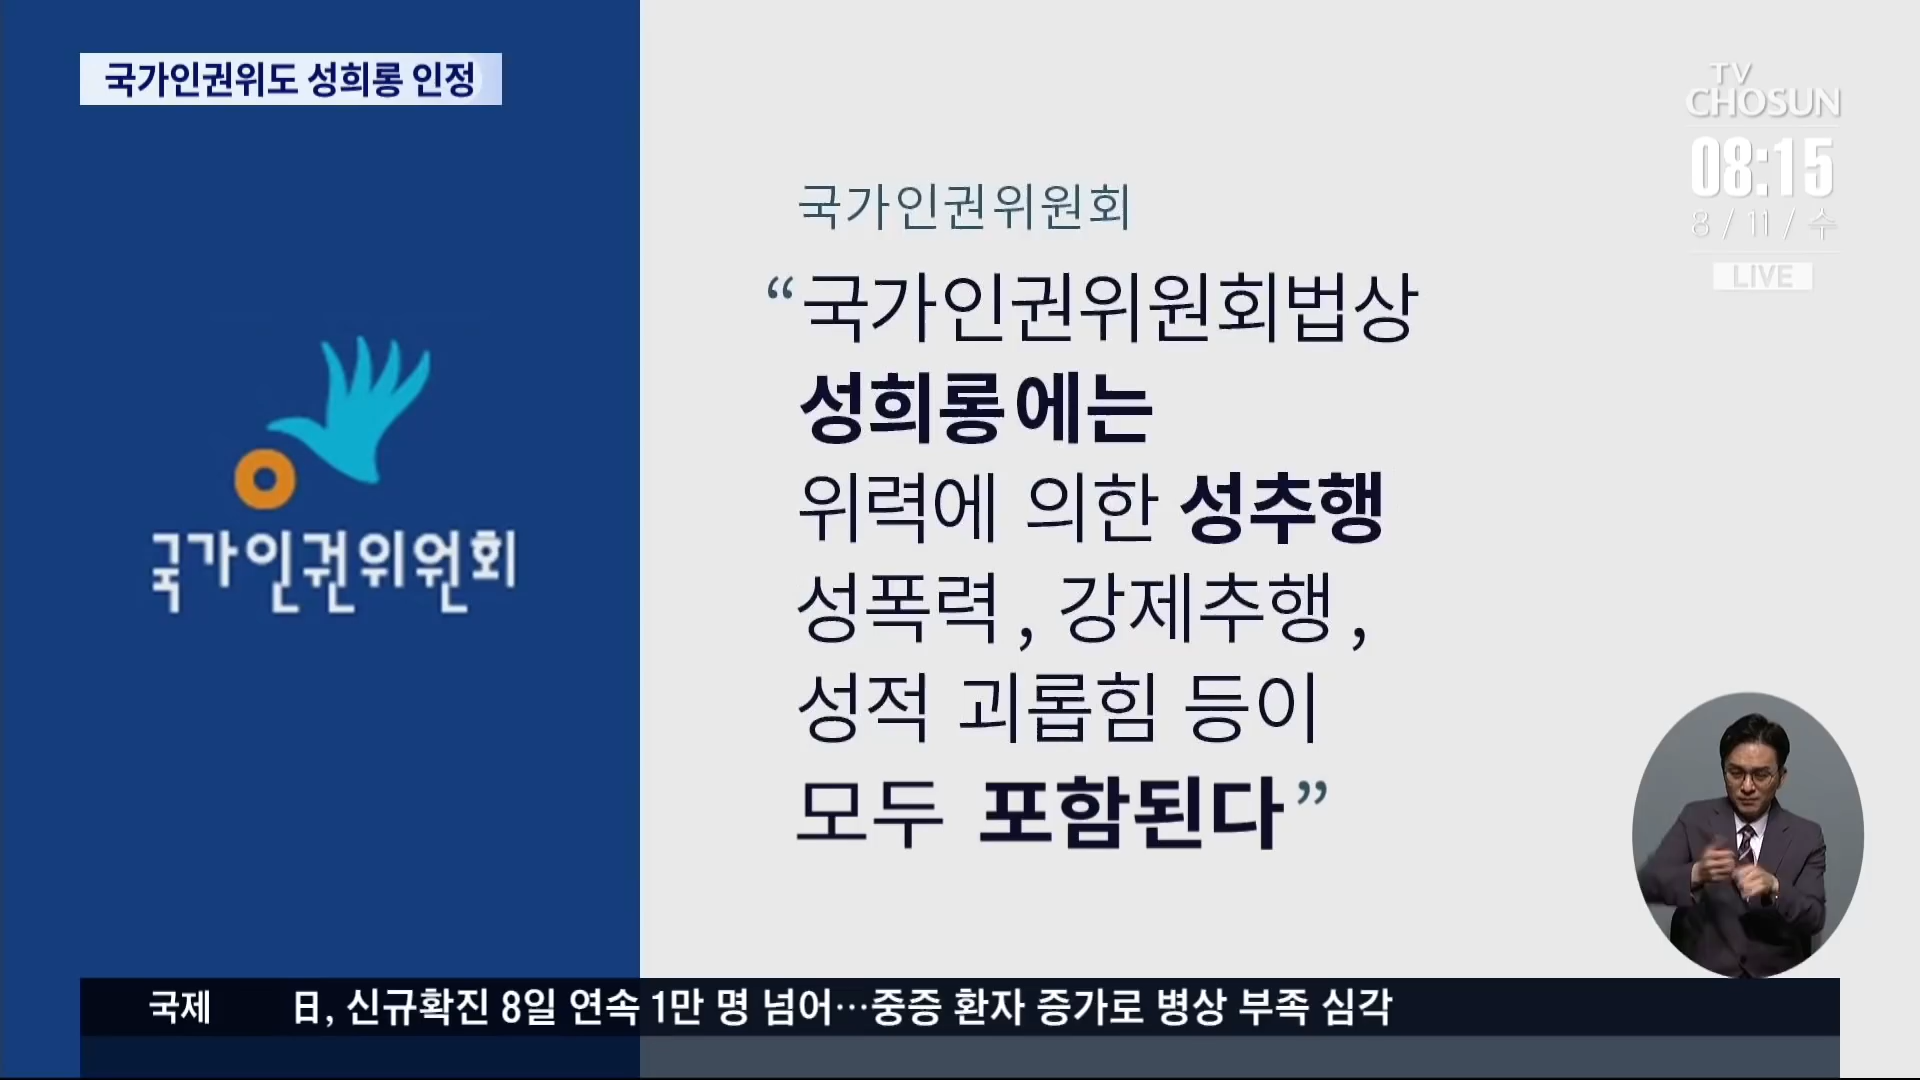 국가인권위도 성희롱 인정
TV
CHOSUN
08:15
8/11/수
LIVE
국가인권위원회
“국가인권위원회법상
성희롱에는
위력에 의한 성추행
성폭력, 강제추행,
성적 괴롭힘 등이
모두 포함된다”
국가인권위원회
국제 日, 신규확진 8일 연속 1만 명 넘어…중증 환자 증가로 병상 부족 심각